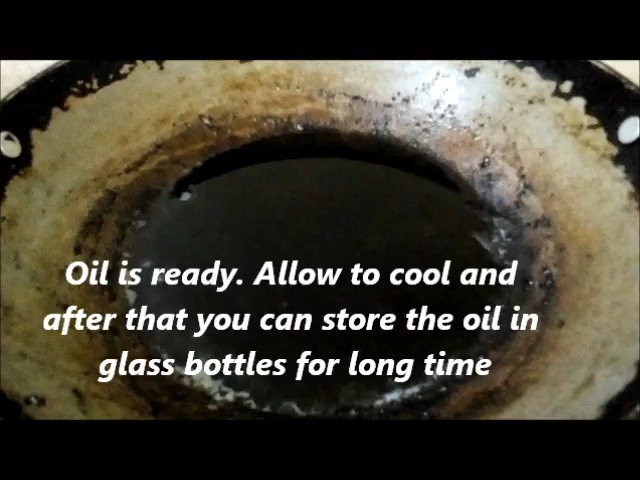 Oil is ready. Allow to cool and
after that you can store the oil in
glass bottles for long time